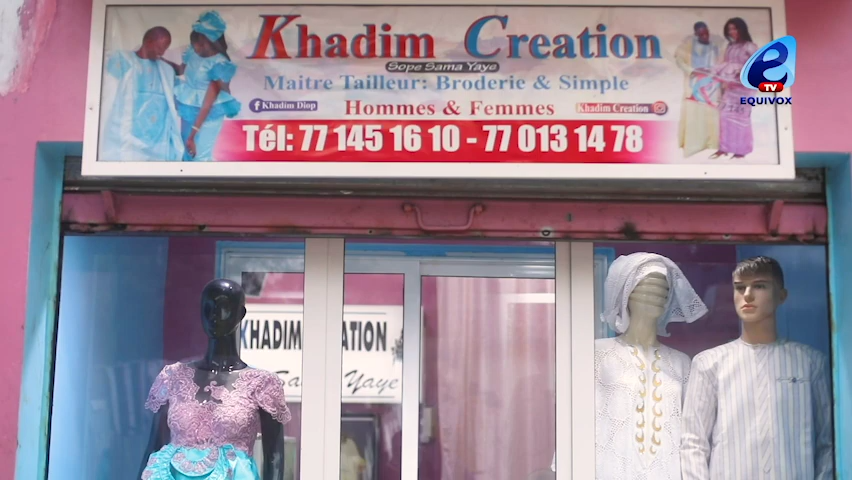 Khadim Creation
Sope Sama Yaye
Maitre Tailleur: Broderie & Simple
Khadim Diop
Hommes & Femmes
Khadim Creation
Tél: 77 145 16 10 - 77 013 14 78
e TV
EQUIVOX
KHADIM ATION
Yaye